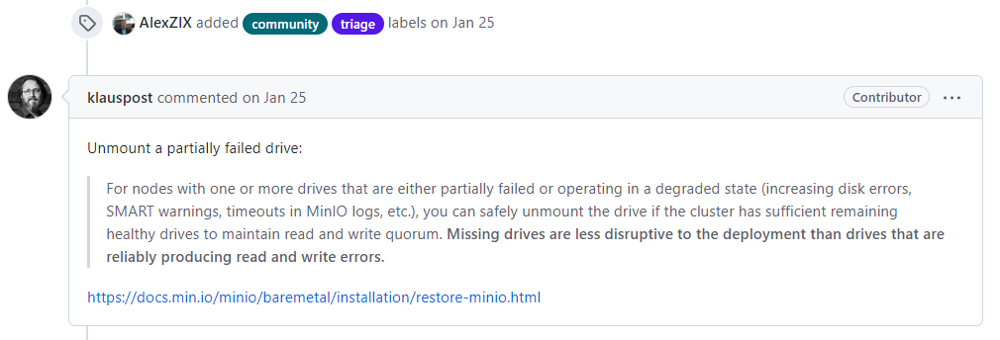 AlexZIX added community triage labels on Jan 25
klauspost commented on Jan 25 Contributor ...
Unmount a partially failed drive:
For nodes with one or more drives that are either partially failed or operating in a degraded state (increasing disk errors,
SMART warnings, timeouts in MinIO logs, etc.), you can safely unmount the drive if the cluster has sufficient remaining
healthy drives to maintain read and write quorum. Missing drives are less disruptive to the deployment than drives that are
reliably producing read and write errors.
https://docs.min.io/minio/baremetal/installation/restore-minio.html